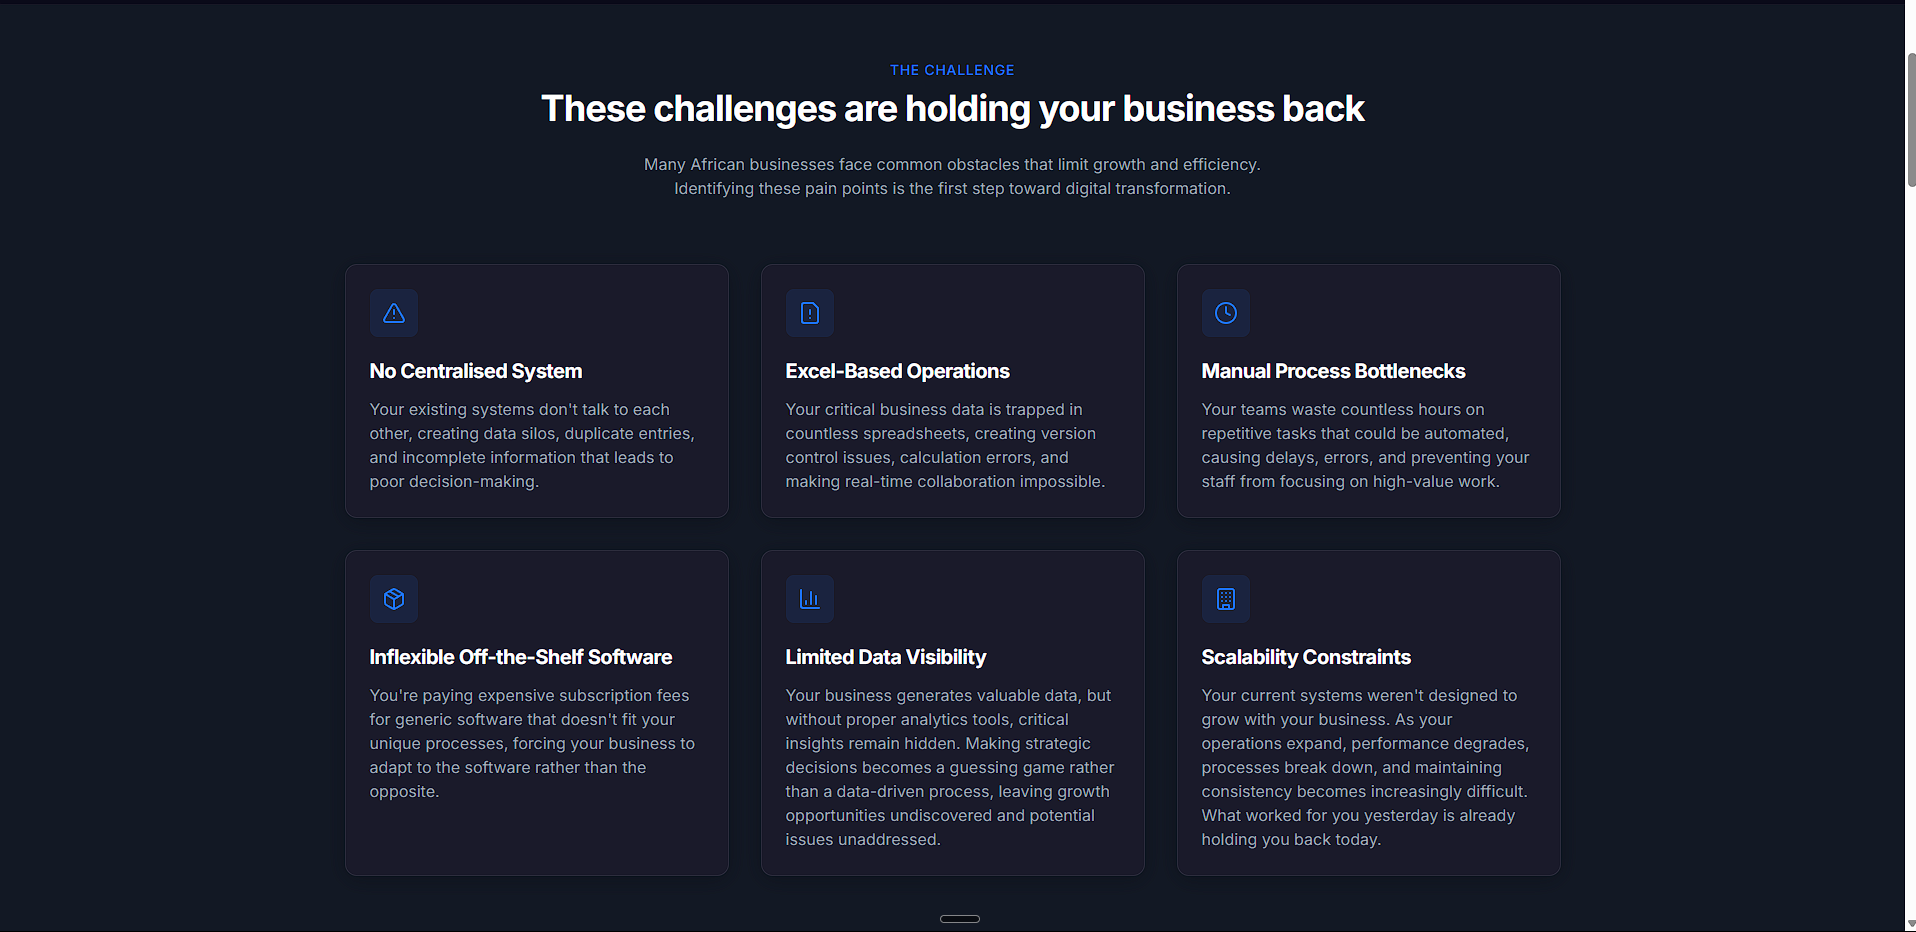 THE CHALLENGE
These challenges are holding your business back
Many African businesses face common obstacles that limit growth and efficiency.
Identifying these pain points is the first step toward digital transformation.
No Centralised System
Your existing systems don't talk to each
other, creating data silos, duplicate entries,
and incomplete information that leads to
poor decision-making.
Excel-Based Operations
Your critical business data is trapped in
countless spreadsheets, creating version
control issues, calculation errors, and
making real-time collaboration impossible.
Manual Process Bottlenecks
Your teams waste countless hours on
repetitive tasks that could be automated,
causing delays, errors, and preventing your
staff from focusing on high-value work.
Inflexible Off-the-Shelf Software
You're paying expensive subscription fees
for generic software that doesn't fit your
unique processes, forcing your business to
adapt to the software rather than the
opposite.
Limited Data Visibility
Your business generates valuable data, but
without proper analytics tools, critical
insights remain hidden. Making strategic
decisions becomes a guessing game rather
than a data-driven process, leaving growth
opportunities undiscovered and potential
issues unaddressed.
Scalability Constraints
Your current systems weren't designed to
grow with your business. As your
operations expand, performance degrades,
processes break down, and maintaining
consistency becomes increasingly difficult.
What worked for you yesterday is already
holding you back today.